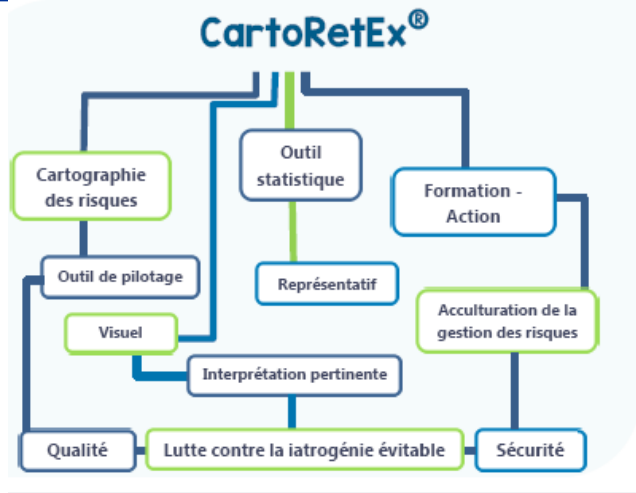 CartoRetEx®
Outil
statistique
Cartographie
des risques
Formation -
Action
Outil de pilotage
Représentatif
Acculturation de la
gestion des risques
Visuel
Interprétation pertinente
Qualité
Lutte contre la iatrogénie évitable
Sécurité